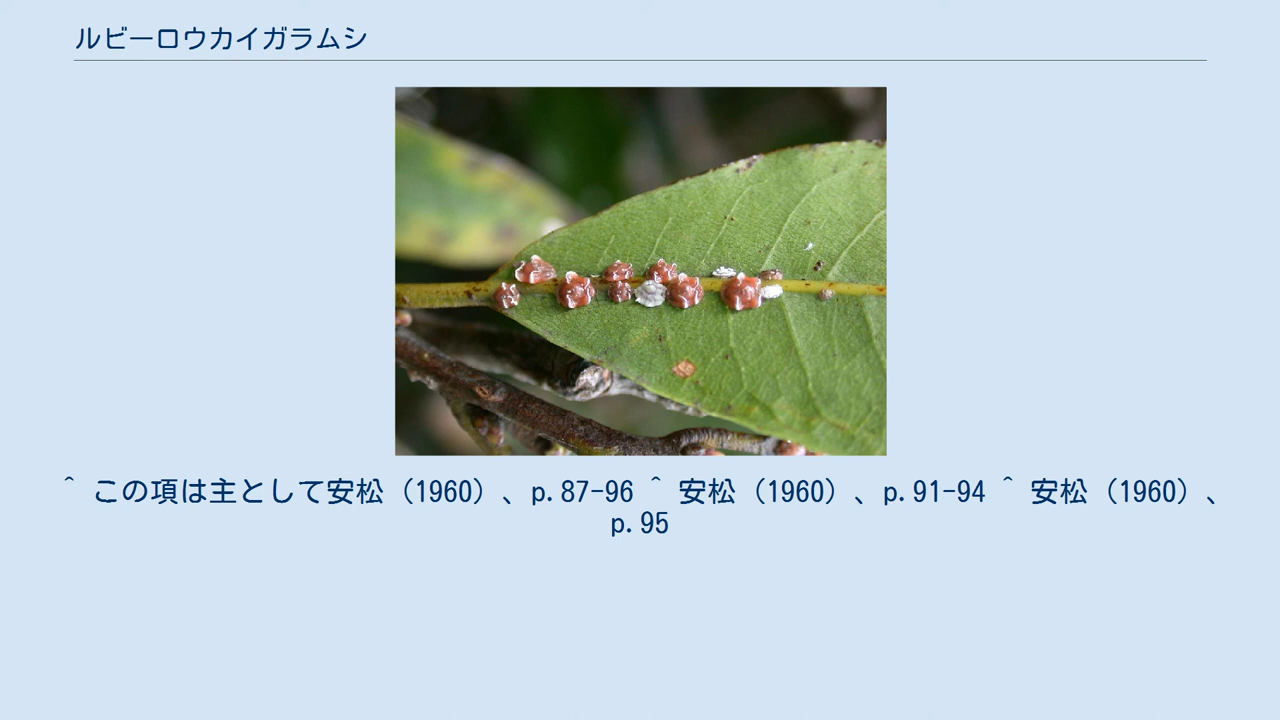 ルビーロウカイガラムシ
^ この項は主として安松（1960）、p.87-96 ^ 安松（1960）、p.91-94 ^ 安松（1960）、
p.95